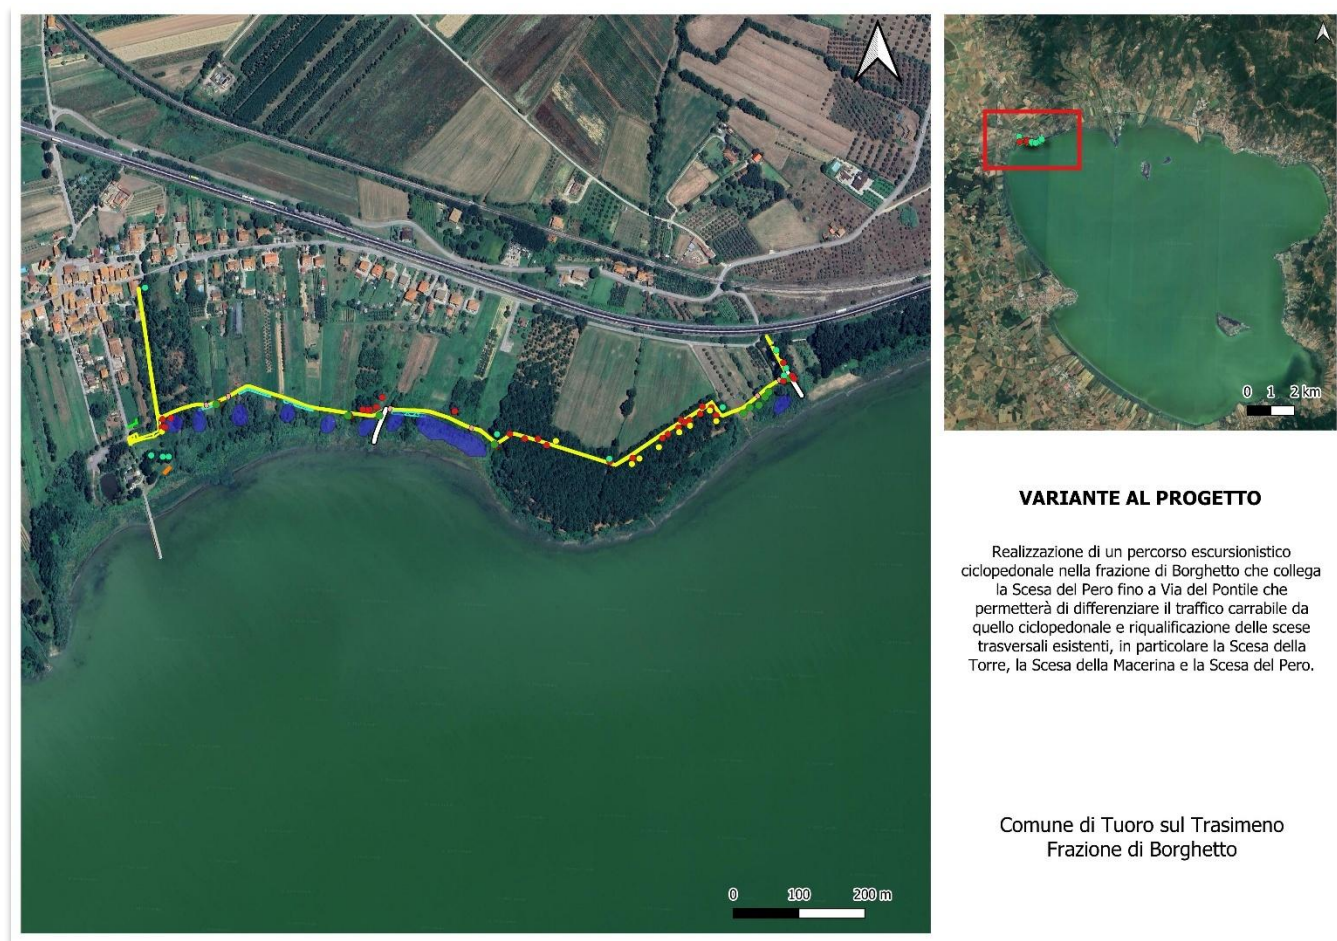 0 1 2 km
VARIANTE AL PROGETTO
Realizzazione di un percorso escursionistico
ciclopedonale nella frazione di Borghetto che collega
la Scesa del Pero fino a Via del Pontile che
permetterà di differenziare il traffico carrabile da
quello ciclopedonale e riqualificazione delle scese
trasversali esistenti, in particolare la Scesa della
Torre, la Scesa della Macerina e la Scesa del Pero.
Comune di Tuoro sul Trasimeno
Frazione di Borghetto
0 100 200 m